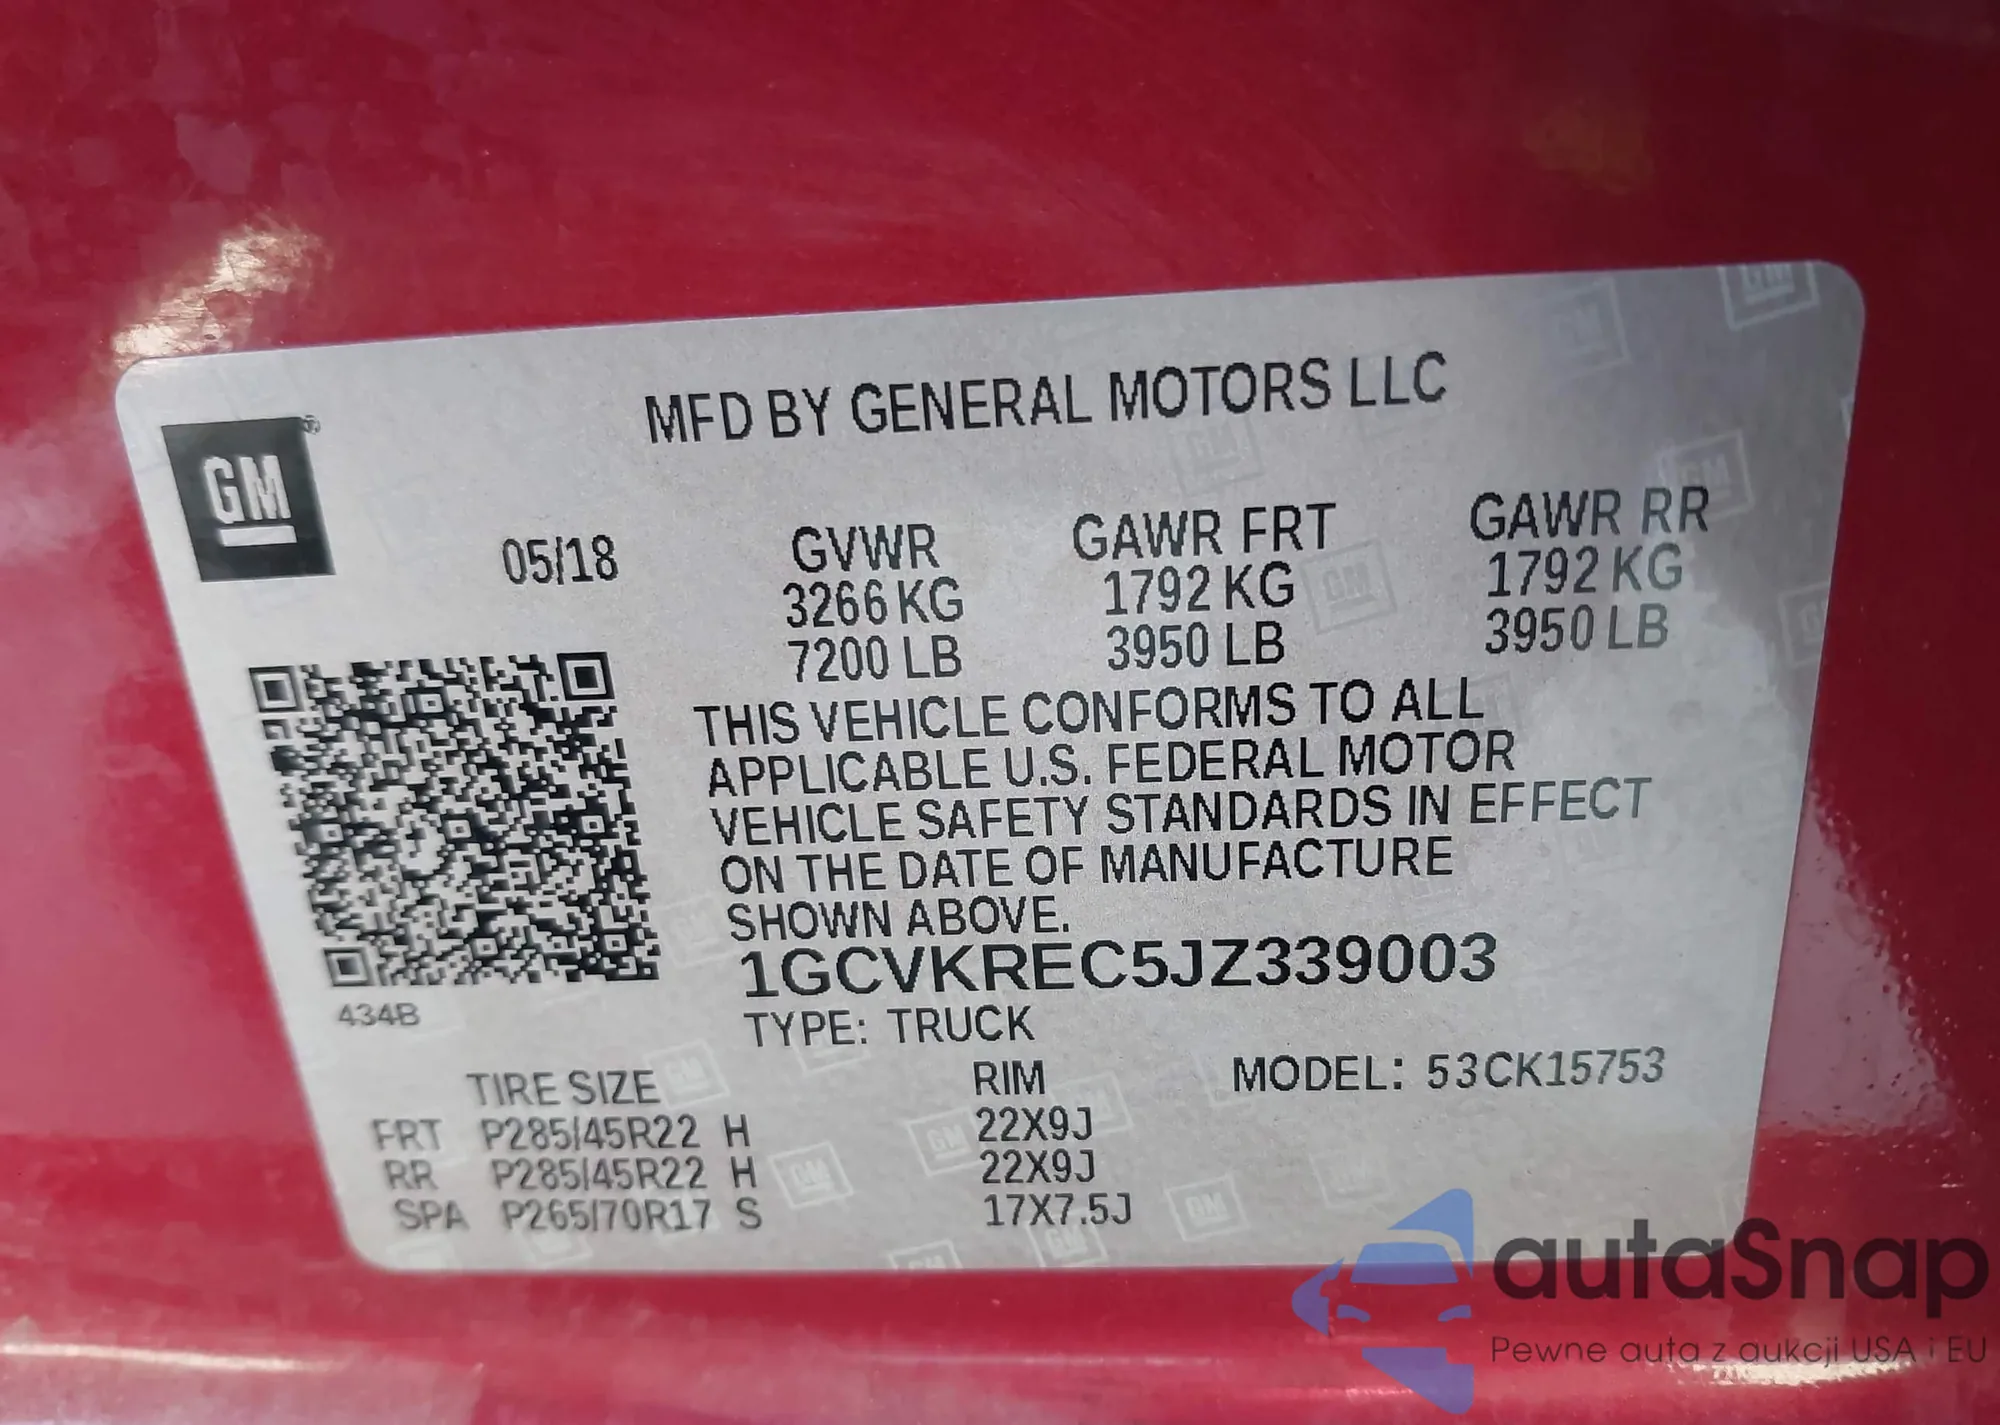 MFD BY GENERAL MOTORS LLC
GM
05/18 GVWR GAWR FRT GAWR RR
3266 KG 1792 KG 1792 KG
7200 LB 3950 LB 3950 LB
THIS VEHICLE CONFORMS TO ALL
APPLICABLE U.S. FEDERAL MOTOR
VEHICLE SAFETY STANDARDS IN EFFECT
ON THE DATE OF MANUFACTURE
SHOWN ABOVE.
1GCVKREC5JZ339003
434B
TYPE: TRUCK
TIRE SIZE RIM MODEL: 53CK15753
FRT P285/45R22 H 22X9J
RR P285/45R22 H 22X9J
SPA P265/70R17 S 17X7.5J
autaSnap
Pewne auta z aukcji USA i EU